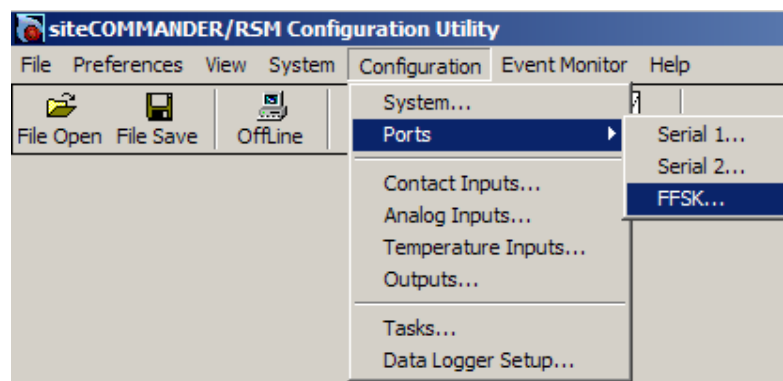 siteCOMMANDER/RSM Configuration Utility
File Preferences View System Configuration Event Monitor Help
File Open File Save OffLine
System...
Ports
Serial 1...
Serial 2...
FFSK...
Contact Inputs...
Analog Inputs...
Temperature Inputs...
Outputs...
Tasks...
Data Logger Setup...